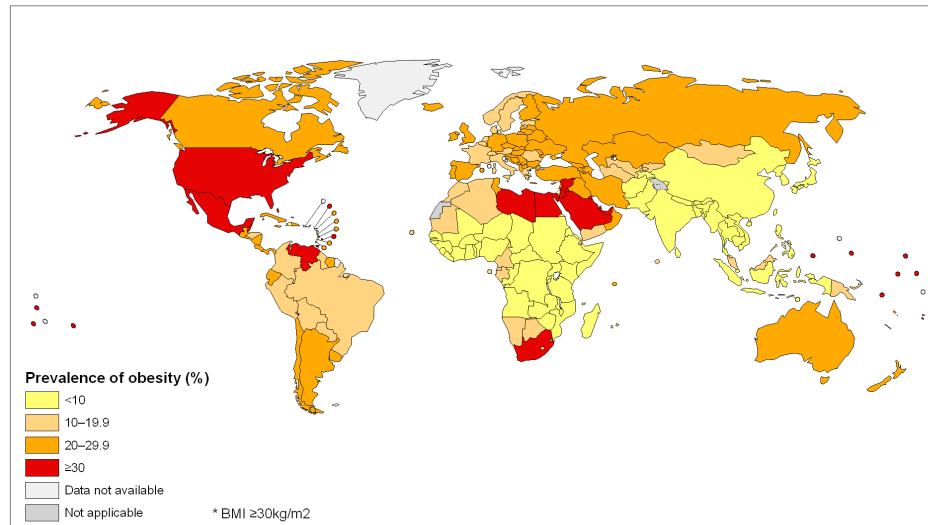 Prevalence of obesity (%)
<10
10–19.9
20–29.9
≥30
Data not available
Not applicable
* BMI ≥30kg/m2